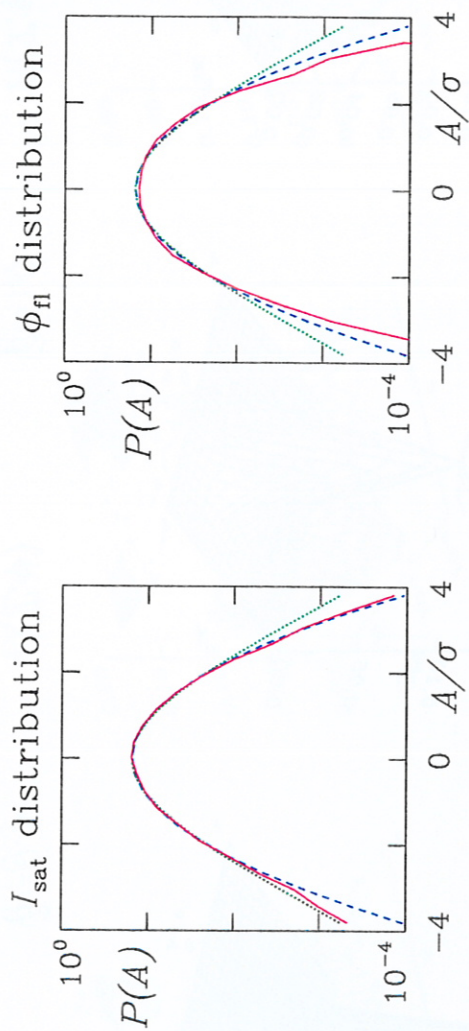 I_sat distribution
10^0
P(A)
10^-4
-4
0
A/σ
4
ϕ_fl distribution
10^0
P(A)
10^-4
-4
0
A/σ
4